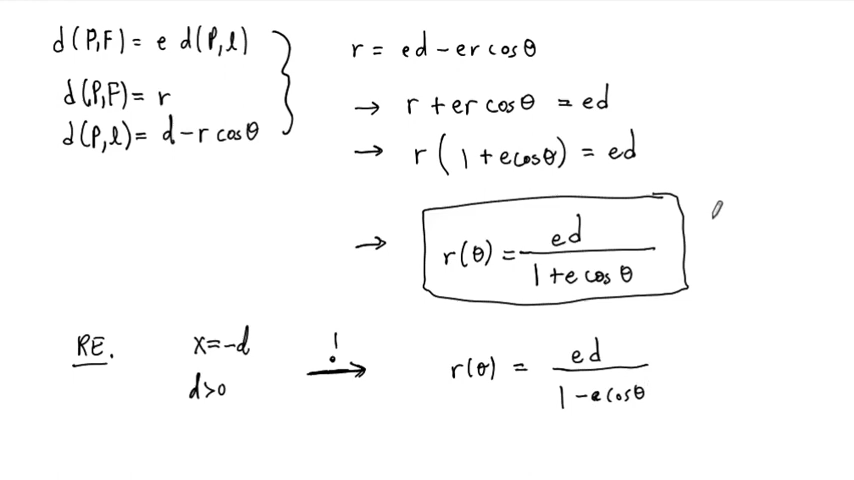 d(P,F) = e d(P,l)
d(P,F) = r
d(P,l) = d - r cos θ
r = ed - er cos θ
→ r + er cos θ = ed
→ r (1 + e cos θ) = ed
→ r(θ) = ed / (1 + e cos θ)
RE. x = -d
d > 0
! → r(θ) = ed / (1 - e cos θ)